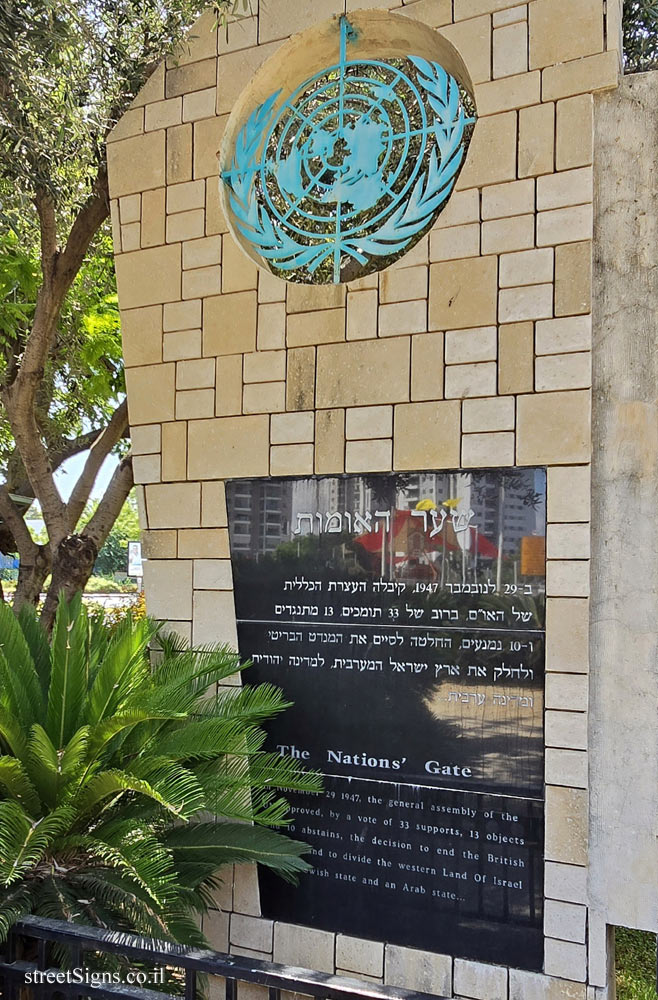 שער האומות
ב-29 לנובמבר 1947, קיבלה העצרת הכללית
של האו״ם, ברוב של 33 תומכים, 13 מתנגדים
ו-10 נמנעים, החלטה לסיים את המנדט הבריטי
ולחלק את ארץ ישראל המערבית, למדינה יהודית
ומדינה ערבית.
The Nations' Gate
November 29 1947, the general assembly of the
by a vote of 33 supports, 13 objects
10 abstains, the decision to end the British
to divide the western Land Of Israel
state and an Arab state...
streetSigns.co.il